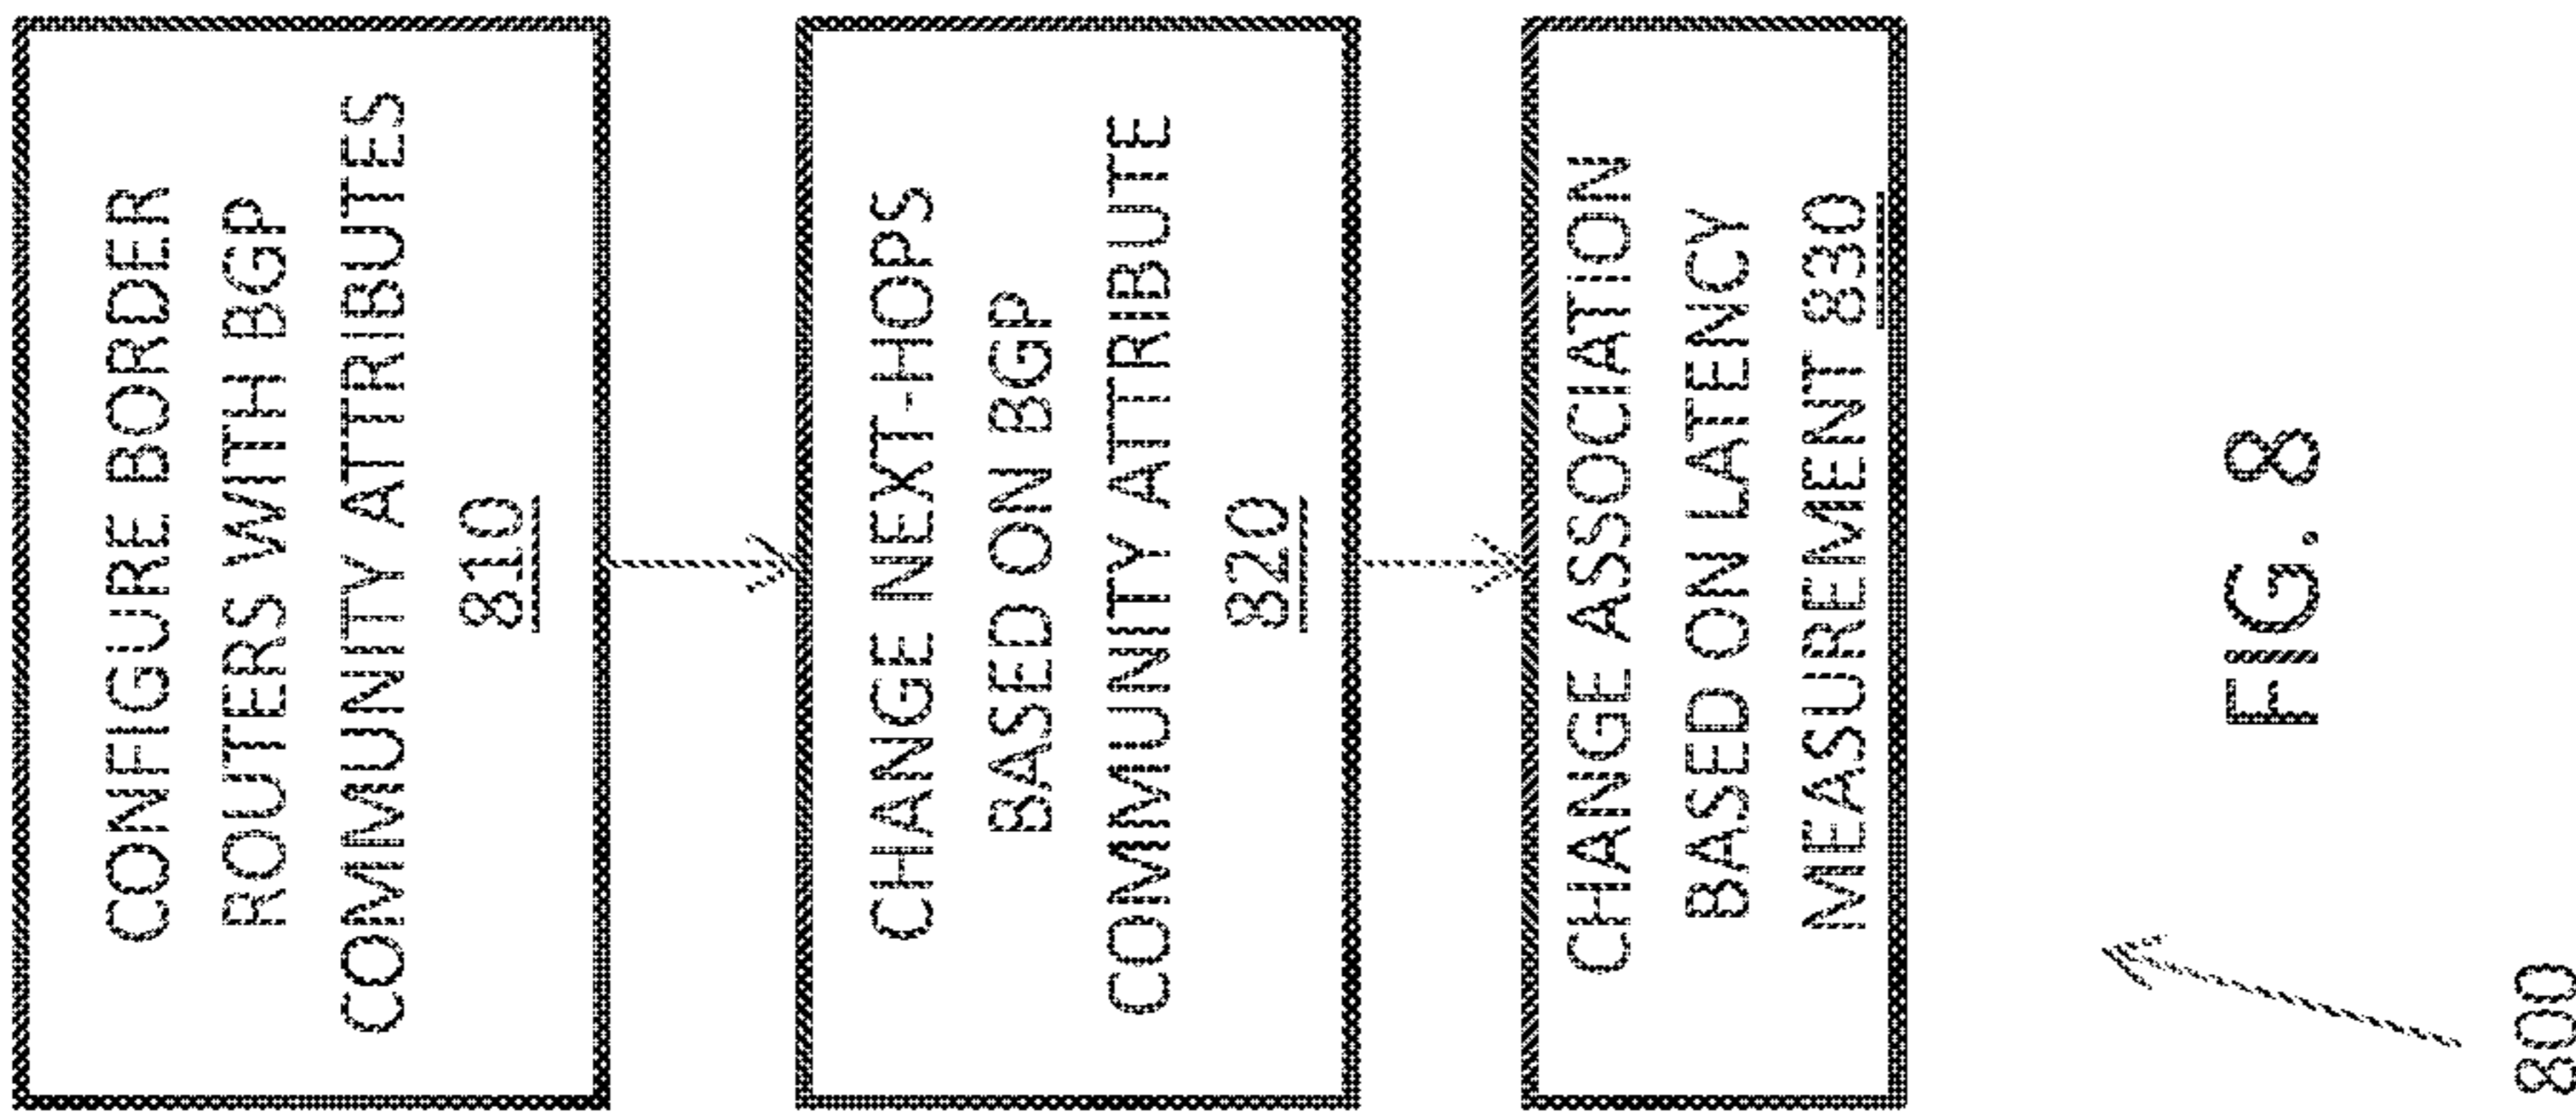 CONFIGURE BORDER
ROUTERS WITH BGP
COMMUNITY ATTRIBUTES
810
CHANGE NEXT-HOPS
BASED ON BGP
COMMUNITY ATTRIBUTE
820
CHANGE ASSOCIATION
BASED ON LATENCY
MEASUREMENT 830
FIG. 8
800